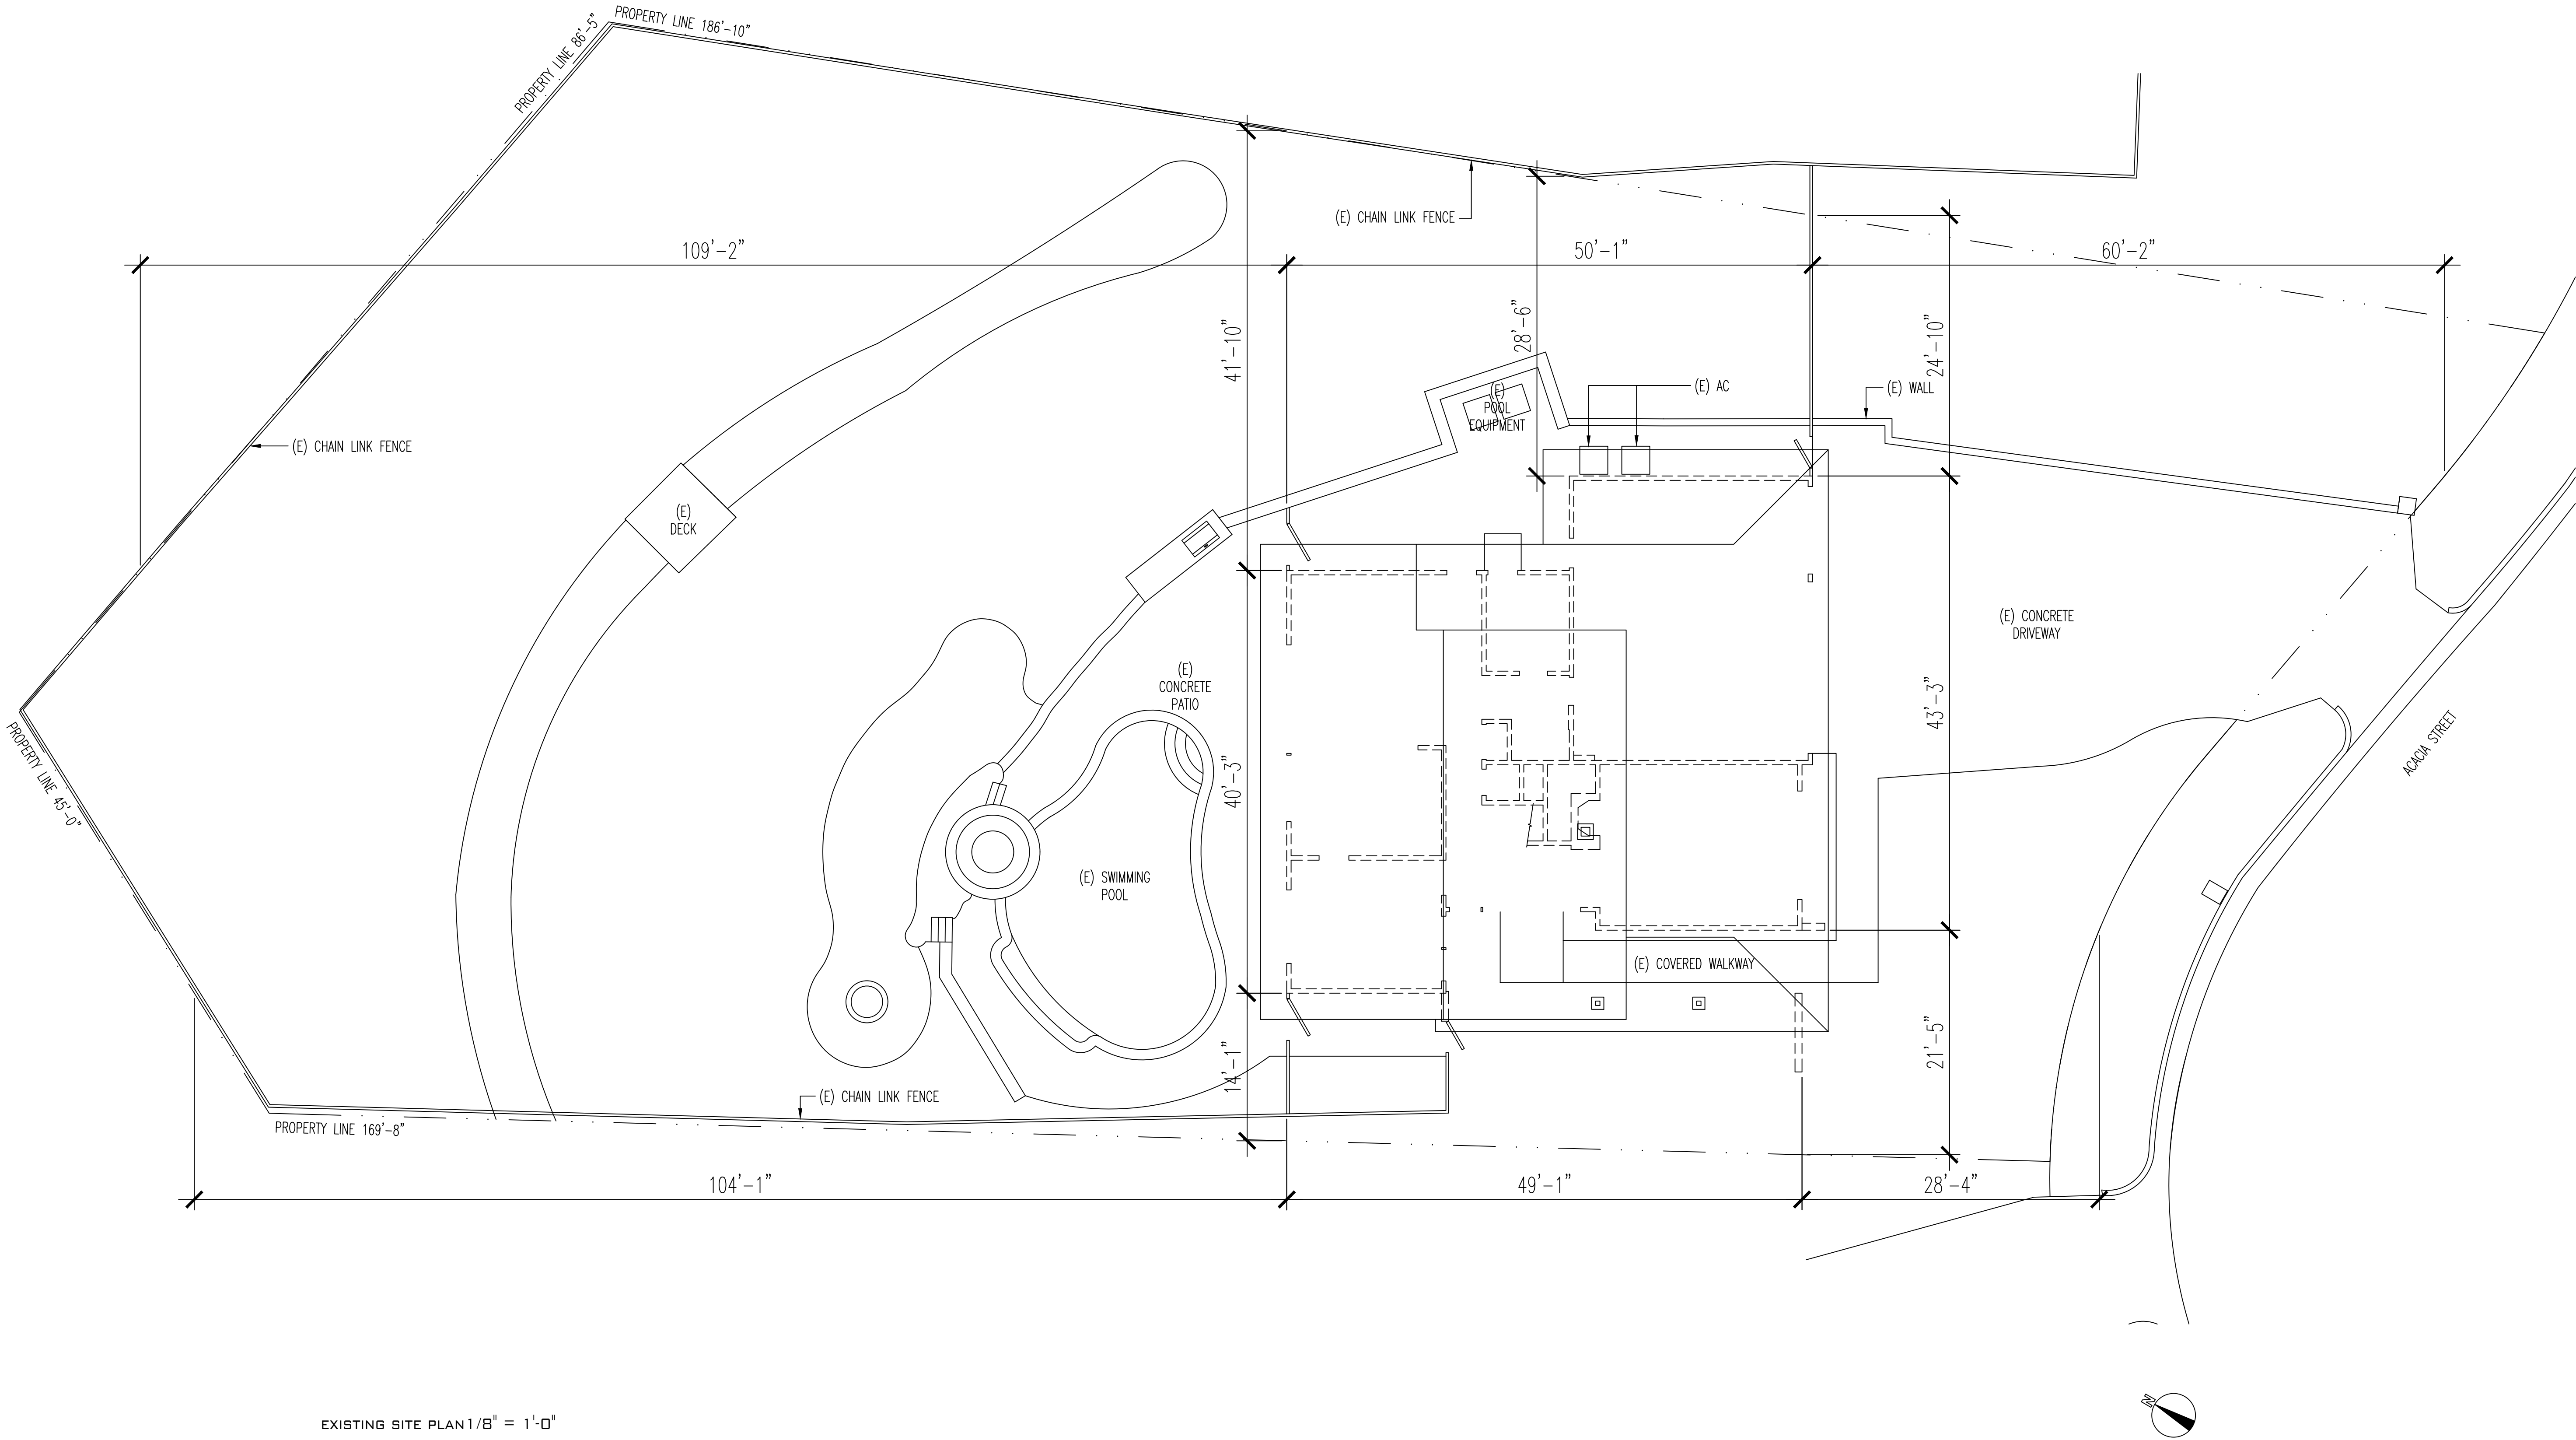 PROPERTY LINE 186'-10"
PROPERTY LINE 86'-5"
(E) CHAIN LINK FENCE
109'-2"
50'-1"
60'-2"
41'-10"
28'-6"
24'-10"
(E) AC
(E) WALL
(E)
POOL
EQUIPMENT
(E) CHAIN LINK FENCE
(E)
DECK
(E) CONCRETE
DRIVEWAY
(E)
CONCRETE
PATIO
43'-3"
PROPERTY LINE 45'-0"
ACACIA STREET
40'-3"
(E) SWIMMING
POOL
(E) COVERED WALKWAY
14'-1"
21'-5"
(E) CHAIN LINK FENCE
PROPERTY LINE 169'-8"
104'-1"
49'-1"
28'-4"
N
EXISTING SITE PLAN 1/8" = 1'-0"